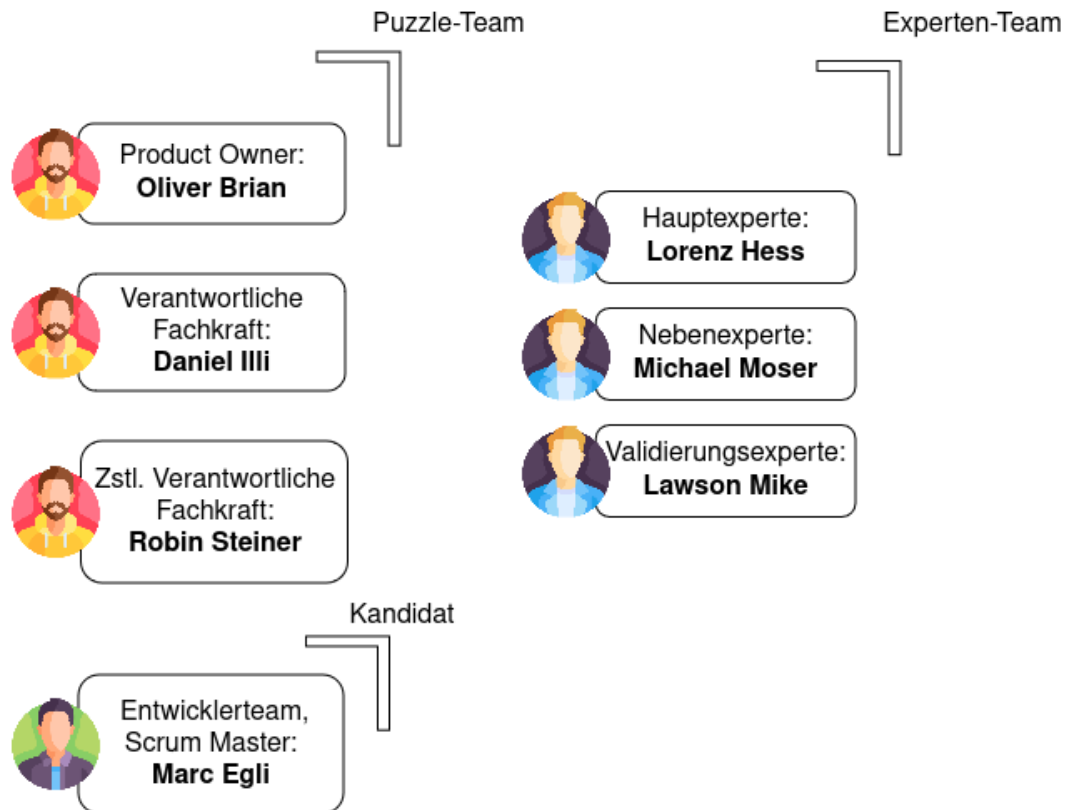 Puzzle-Team
Product Owner:
Oliver Brian
Verantwortliche
Fachkraft:
Daniel Illi
Zstl. Verantwortliche
Fachkraft:
Robin Steiner
Kandidat
Entwicklerteam,
Scrum Master:
Marc Egli
Experten-Team
Hauptexperte:
Lorenz Hess
Nebenexperte:
Michael Moser
Validierungsexperte:
Lawson Mike